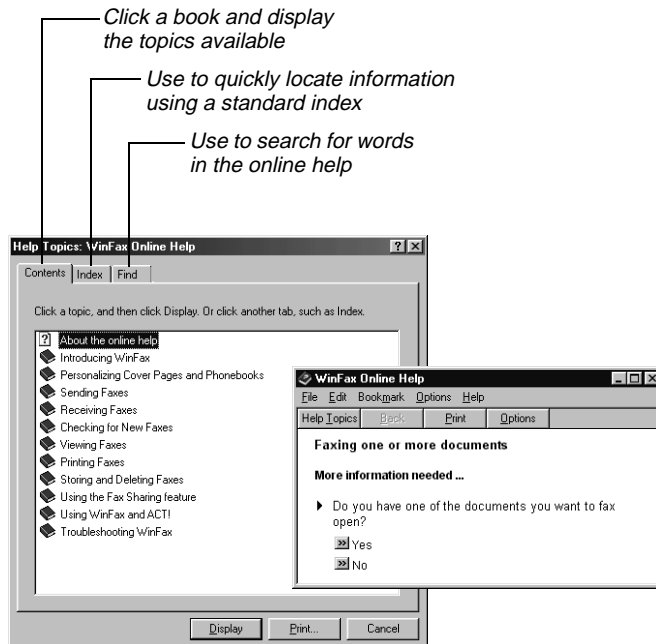 Click a book and display
the topics available
Use to quickly locate information
using a standard index
Use to search for words
in the online help
Help Topics: WinFax Online Help
Contents Index Find
Click a topic, and then click Display. Or click another tab, such as Index.
About the online help
Introducing WinFax
Personalizing Cover Pages and Phonebooks
Sending Faxes
Receiving Faxes
Checking for New Faxes
Viewing Faxes
Printing Faxes
Storing and Deleting Faxes
Using the Fax Sharing feature
Using WinFax and ACT!
Troubleshooting WinFax
Display Print... Cancel
WinFax Online Help
File Edit Bookmark Options Help
Help Topics Back Print Options
Faxing one or more documents
More information needed ...
Do you have one of the documents you want to fax
open?
Yes
No